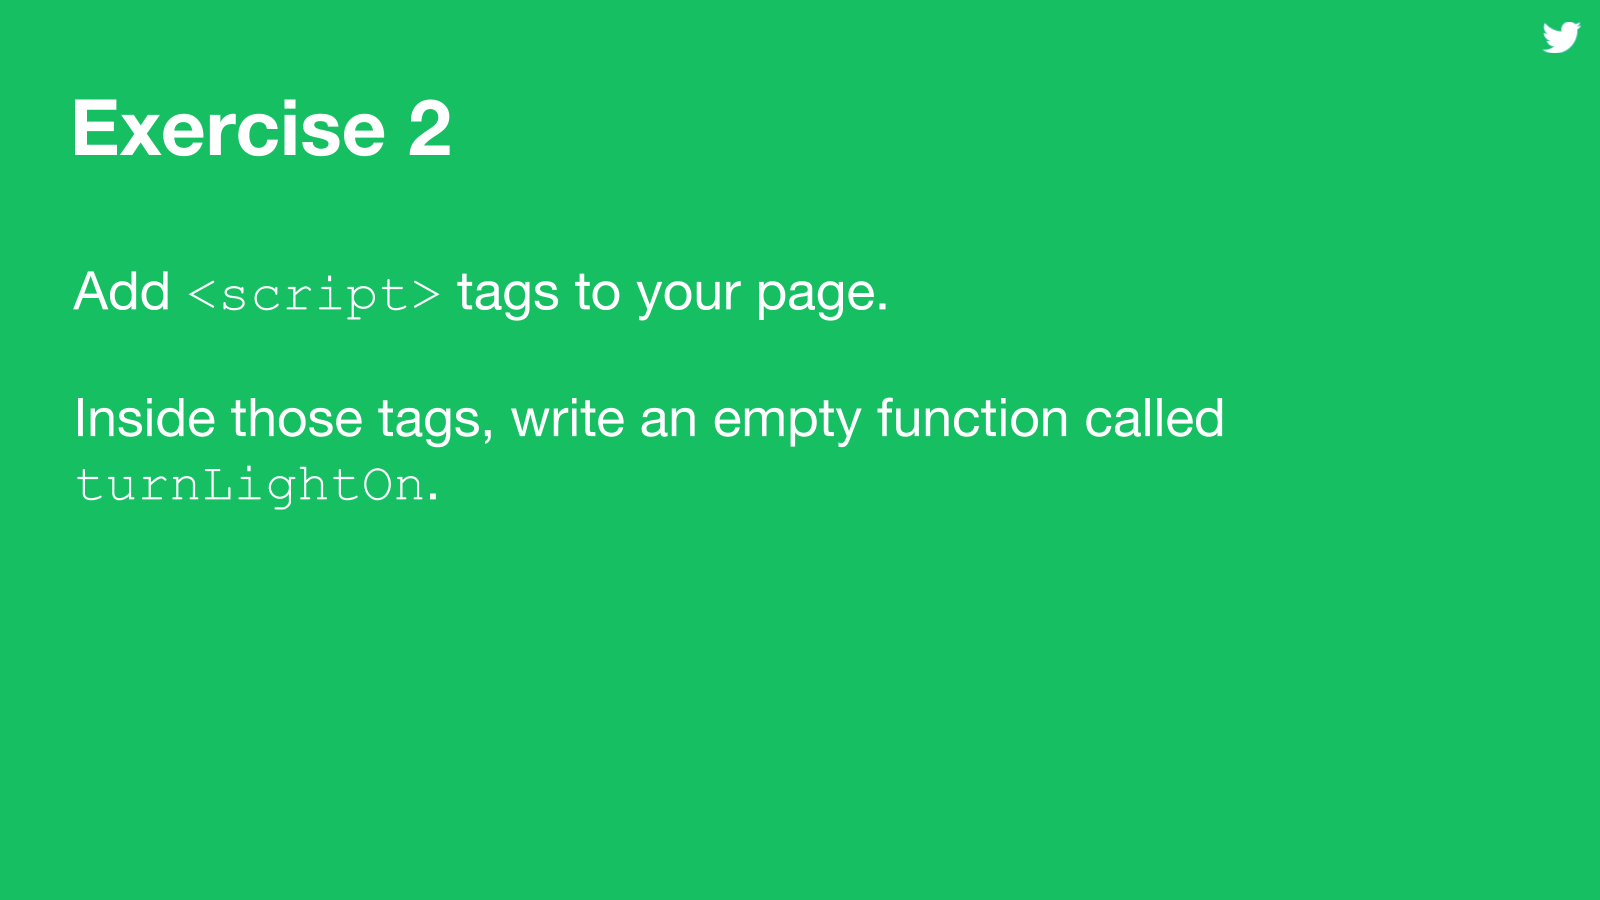 Exercise 2
Add <script> tags to your page.
Inside those tags, write an empty function called
turnLightOn.